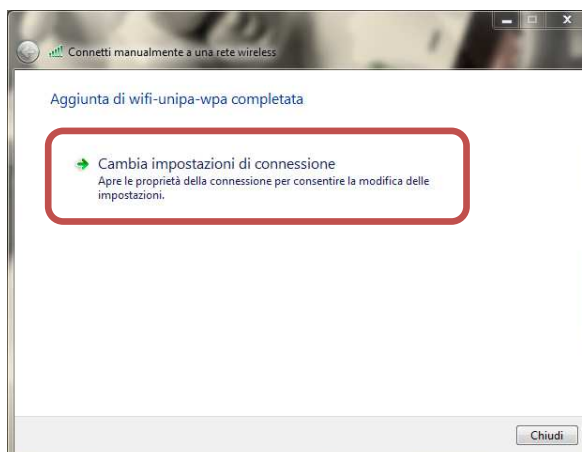 Connetti manualmente a una rete wireless
Aggiunta di wifi-unipa-wpa completata
Cambia impostazioni di connessione
Apre le proprietà della connessione per consentire la modifica delle
impostazioni.
Chiudi